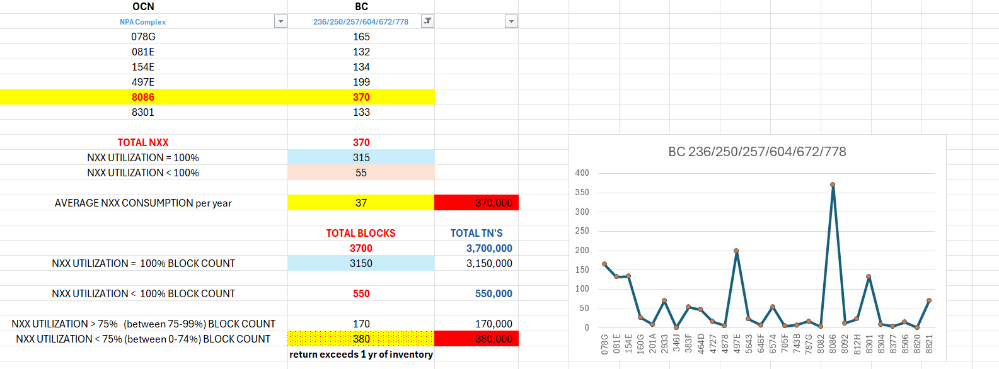 OCN BC
NPA Complex 236/250/257/604/672/778
078G 165
081E 132
154E 134
497E 199
8086 370
8301 133
TOTAL NXX 370
NXX UTILIZATION = 100% 315
NXX UTILIZATION < 100% 55
AVERAGE NXX CONSUMPTION per year 37 370,000
TOTAL BLOCKS TOTAL TN'S
3700 3,700,000
NXX UTILIZATION = 100% BLOCK COUNT 3150 3,150,000
NXX UTILIZATION < 100% BLOCK COUNT 550 550,000
NXX UTILIZATION > 75% (between 75-99%) BLOCK COUNT 170 170,000
NXX UTILIZATION < 75% (between 0-74%) BLOCK COUNT 380 380,000
return exceeds 1 yr of inventory
BC 236/250/257/604/672/778
400
350
300
250
200
150
100
50
0
078G 081E 154E 160G 201A 2933 346J 383F 464D 4727 4878 497E 5643 646F 6574 705F 743B 787G 8082 8086 8092 812H 8301 8304 8377 8506 8820 8821